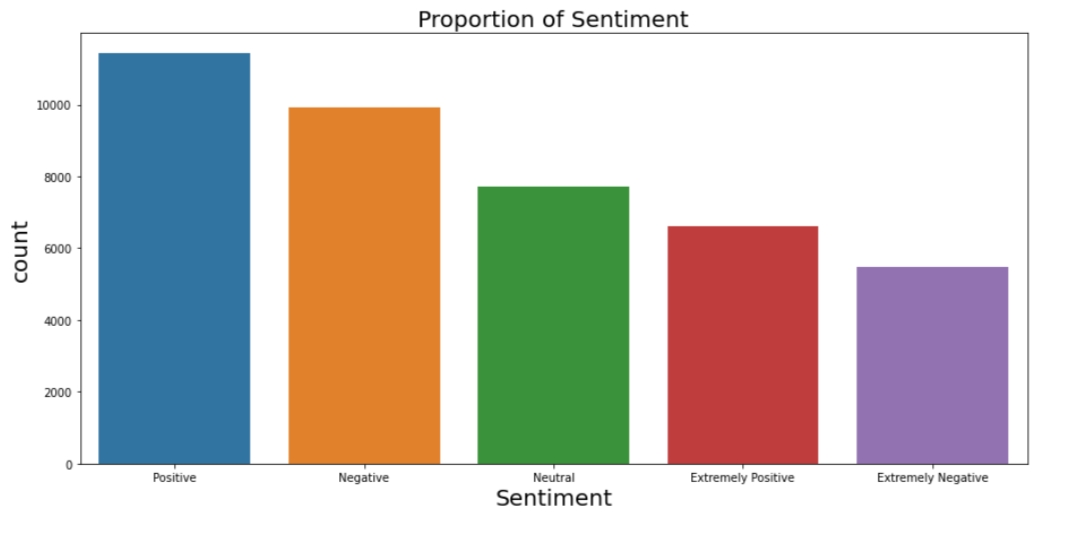 Proportion of Sentiment
count
10000
8000
6000
4000
2000
0
Positive Negative Neutral Extremely Positive Extremely Negative
Sentiment